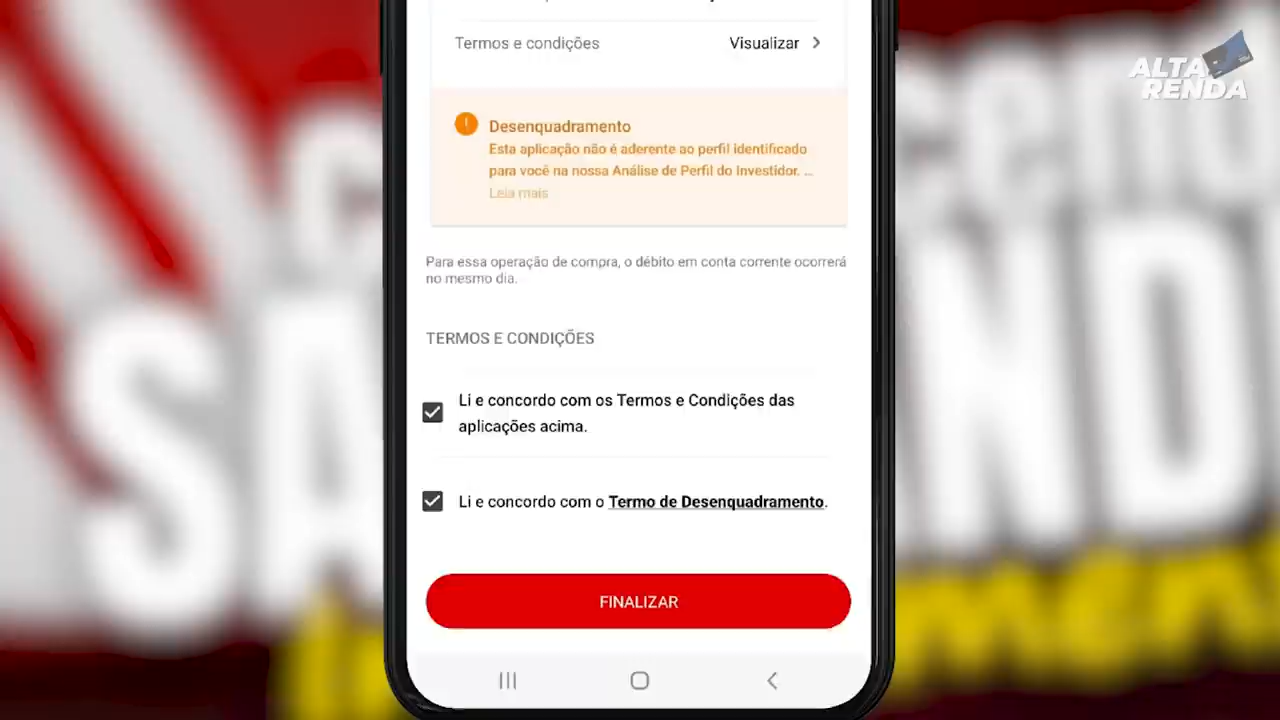 Termos e condições
Visualizar
ALTA
RENDA
Desenquadramento
Esta aplicação não é aderente ao perfil identificado
para você na nossa Análise de Perfil do Investidor. ...
Leia mais
Para essa operação de compra, o débito em conta corrente ocorrerá
no mesmo dia.
TERMOS E CONDIÇÕES
Li e concordo com os Termos e Condições das
aplicações acima.
Li e concordo com o Termo de Desenquadramento.
FINALIZAR